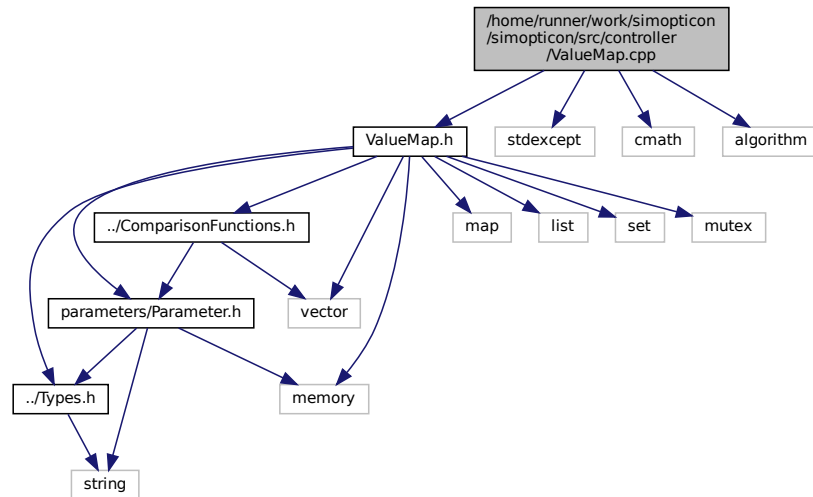 /home/runner/work/simopticon
/simopticon/src/controller
/ValueMap.cpp
ValueMap.h
stdexcept
cmath
algorithm
../ComparisonFunctions.h
map
list
set
mutex
parameters/Parameter.h
vector
../Types.h
memory
string